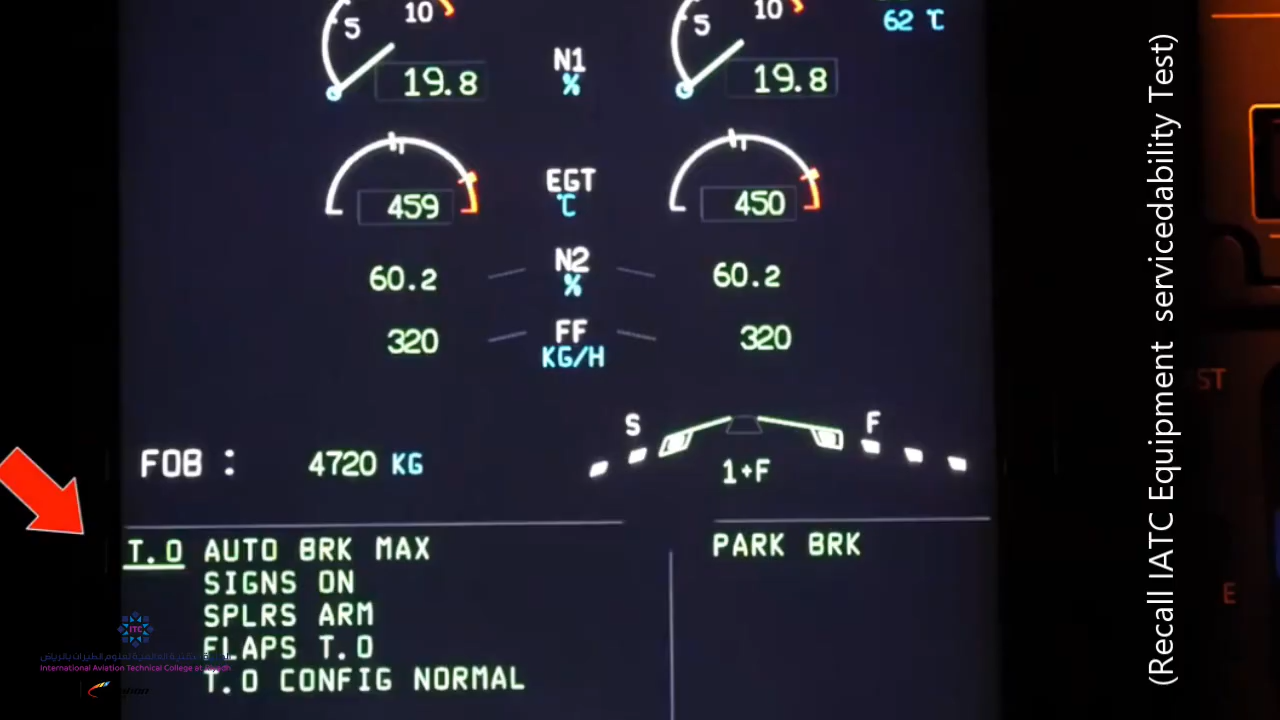 10
5
19.8
N1
%
10
5
19.8
62 °C
459
EGT
°C
450
60.2
N2
%
60.2
320
FF
KG/H
320
S
F
FOB :
4720 KG
1+F
T.O AUTO BRK MAX
SIGNS ON
SPLRS ARM
FLAPS T.O
T.O CONFIG NORMAL
PARK BRK
ITC
International Aviation Technical College at Riyadh
(Recall IATC Equipment servicedability Test)
ST
E